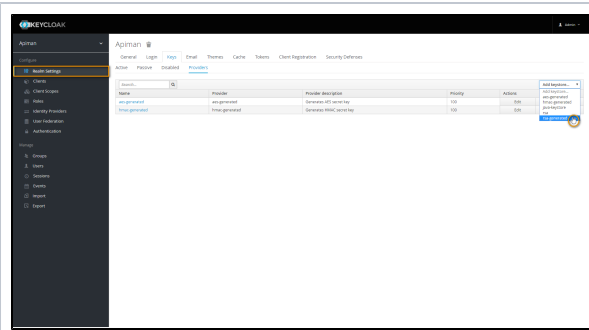 KEYCLOAK
Admin
Apiman
Configure
Realm Settings
Clients
Client Scopes
Roles
Identity Providers
User Federation
Authentication
Manage
Groups
Users
Sessions
Events
Import
Export
Apiman
General Login Keys Email Themes Cache Tokens Client Registration Security Defenses
Active Passive Disabled Providers
Search... Add keystore...
Name Provider Provider description Priority Actions
aes-generated aes-generated Generates AES secret key 100 Edit
hmac-generated hmac-generated Generates HMAC secret key 100 Edit
Add keystore...
aes-generated
hmac-generated
java-keystore
rsa
rsa-generated